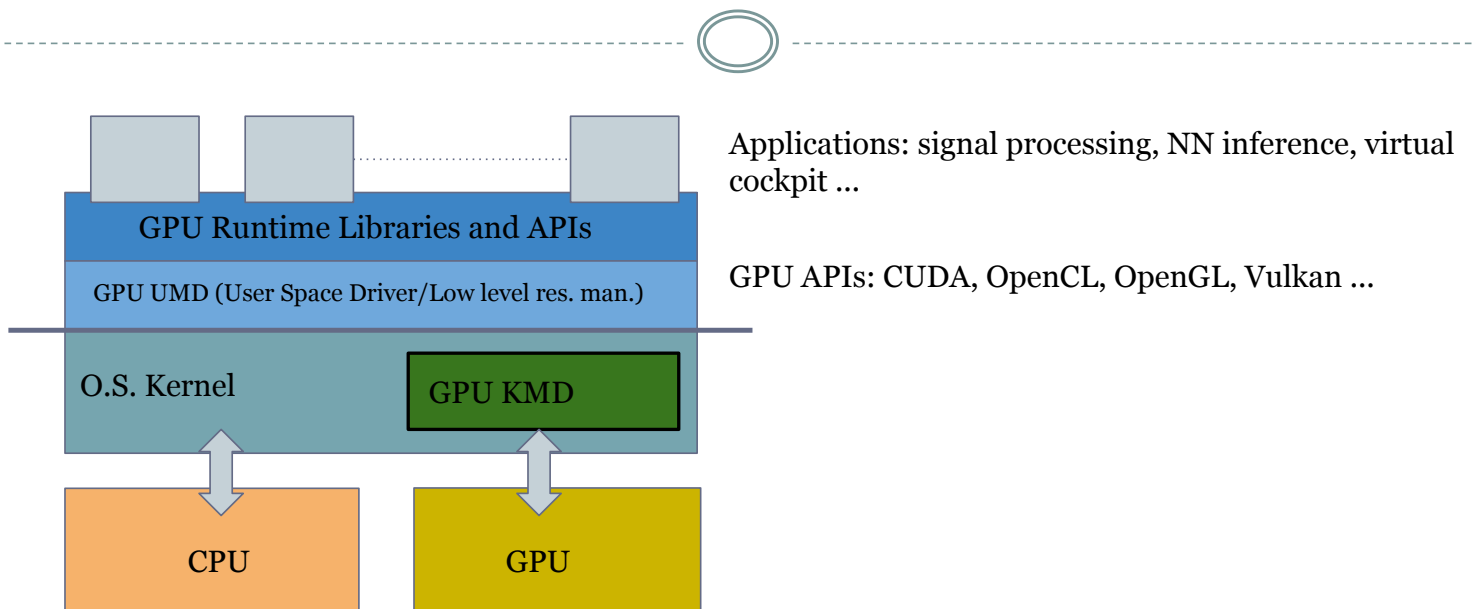 Applications: signal processing, NN inference, virtual
cockpit ...
GPU Runtime Libraries and APIs
GPU APIs: CUDA, OpenCL, OpenGL, Vulkan ...
GPU UMD (User Space Driver/Low level res. man.)
O.S. Kernel
GPU KMD
CPU
GPU